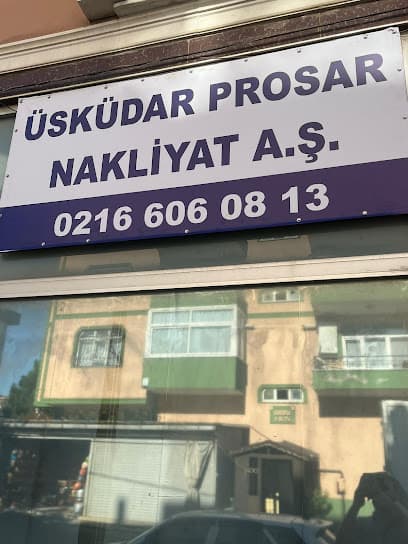 ÜSKÜDAR PROSAR
NAKLİYAT A.Ş.
0216 606 08 13